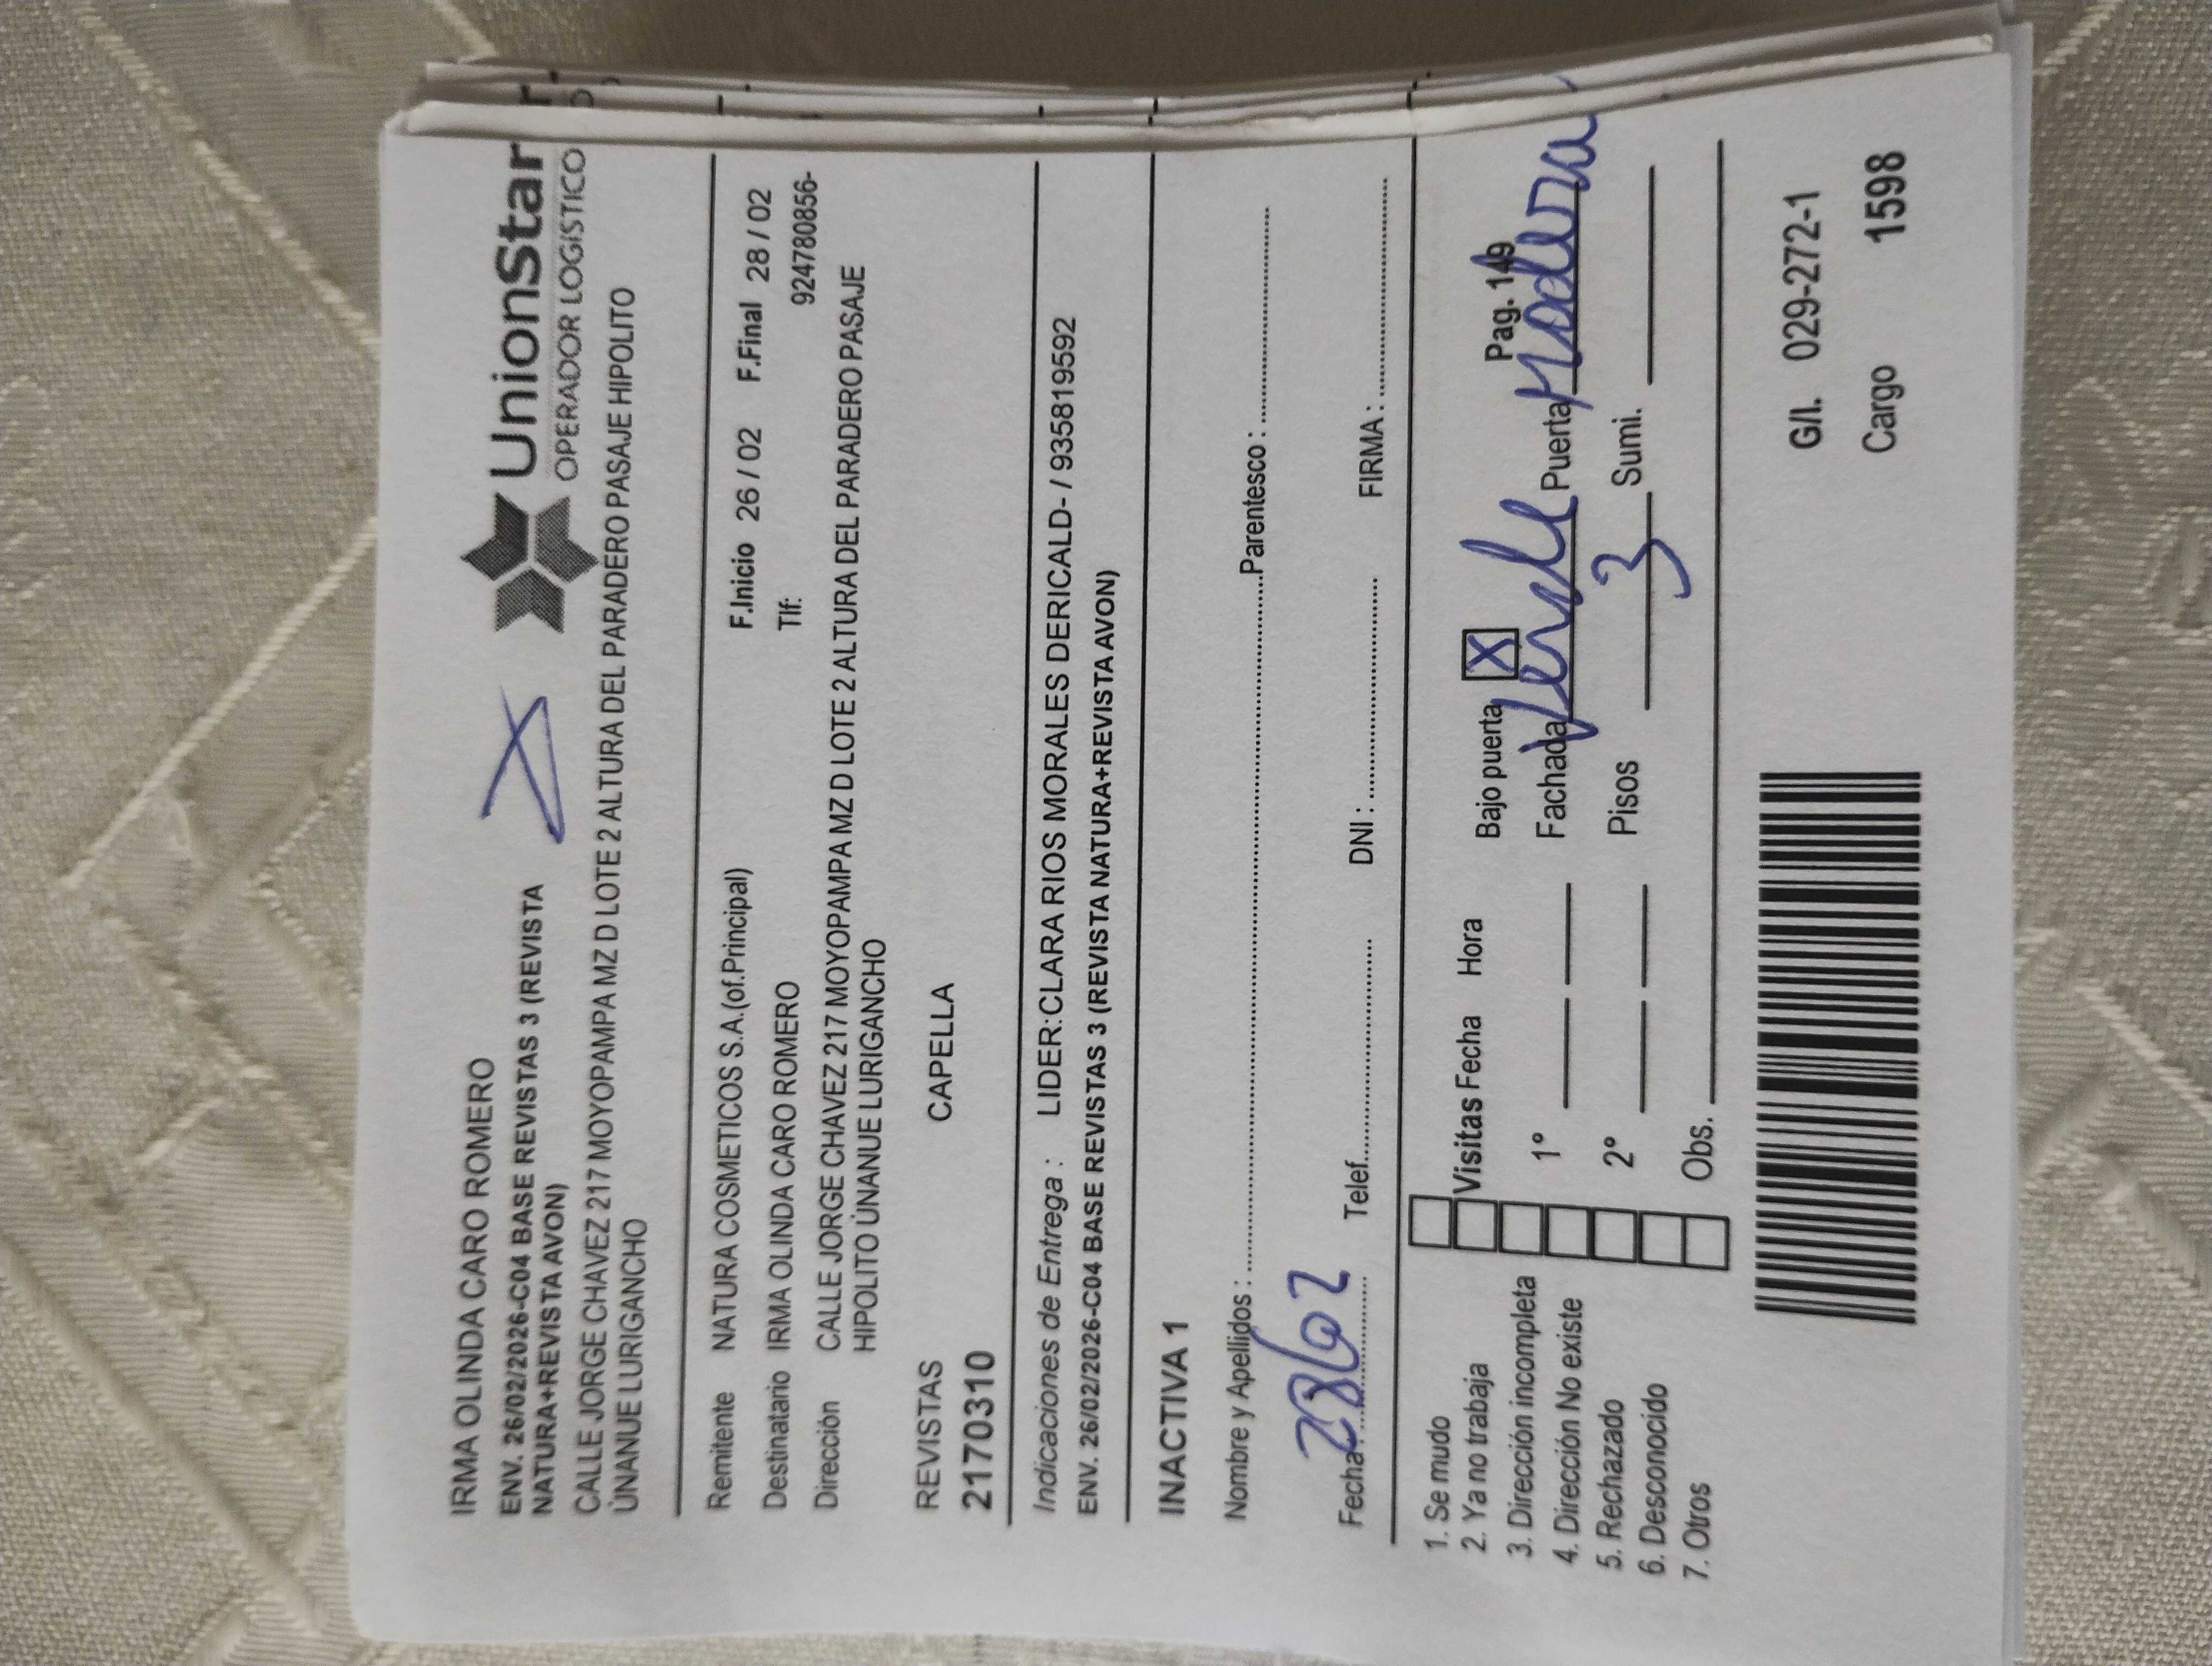 IRMA OLINDA CARO ROMERO
UnionStar
OPERADOR LOGÍSTICO
ENV. 26/02/2026-C04 BASE REVISTAS 3 (REVISTA
NATURA+REVISTA AVON)
CALLE JORGE CHAVEZ 217 MOYOPAMPA MZ D LOTE 2 ALTURA DEL PARADERO PASAJE HIPOLITO
ÙNANUE LURIGANCHO
Remitente NATURA COSMETICOS S.A.(of.Principal) F.Inicio 26 / 02 F.Final 28 / 02
Destinatario IRMA OLINDA CARO ROMERO Tlf: 924780856-
Dirección CALLE JORGE CHAVEZ 217 MOYOPAMPA MZ D LOTE 2 ALTURA DEL PARADERO PASAJE
HIPOLITO ÙNANUE LURIGANCHO
REVISTAS CAPELLA
2170310
Indicaciones de Entrega : LIDER:CLARA RIOS MORALES DERICALD- / 935819592
ENV. 26/02/2026-C04 BASE REVISTAS 3 (REVISTA NATURA+REVISTA AVON)
INACTIVA 1
Nombre y Apellidos : Parentesco :
Fecha : 28/02 Telef. DNI : FIRMA :
1. Se mudo
2. Ya no trabaja
3. Dirección incompleta
4. Dirección No existe
5. Rechazado
6. Desconocido
7. Otros
Visitas Fecha Hora Bajo puerta X Pag. 149
1° Fachada Puerta Madera
2° Pisos 3 Sumi.
Obs.
G/I. 029-272-1
Cargo 1598